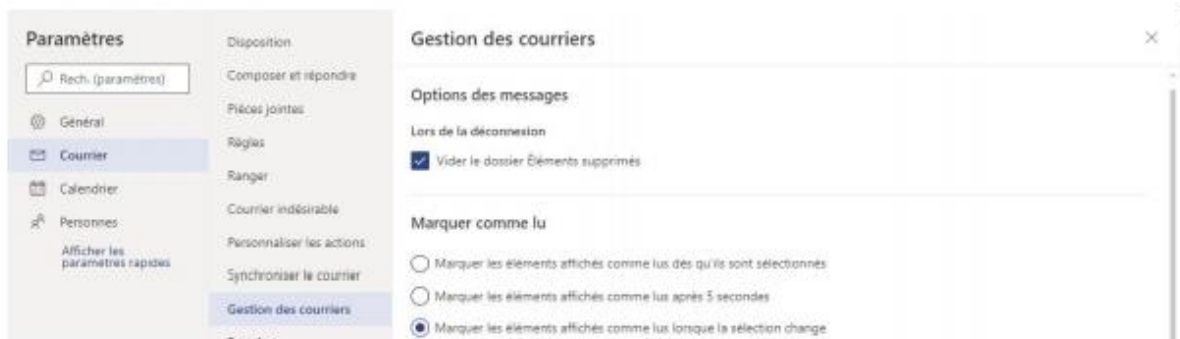 Paramètres
Rech. (paramètres)
Général
Courrier
Calendrier
Personnes
Afficher les
paramètres rapides
Disposition
Composer et répondre
Pièces jointes
Règles
Ranger
Courrier indésirable
Personnaliser les actions
Synchroniser le courrier
Gestion des courriers
Gestion des courriers
Options des messages
Lors de la déconnexion
Vider le dossier Éléments supprimés
Marquer comme lu
Marquer les éléments affichés comme lus dès qu'ils sont sélectionnés
Marquer les éléments affichés comme lus après 5 secondes
Marquer les éléments affichés comme lus lorsque la sélection change